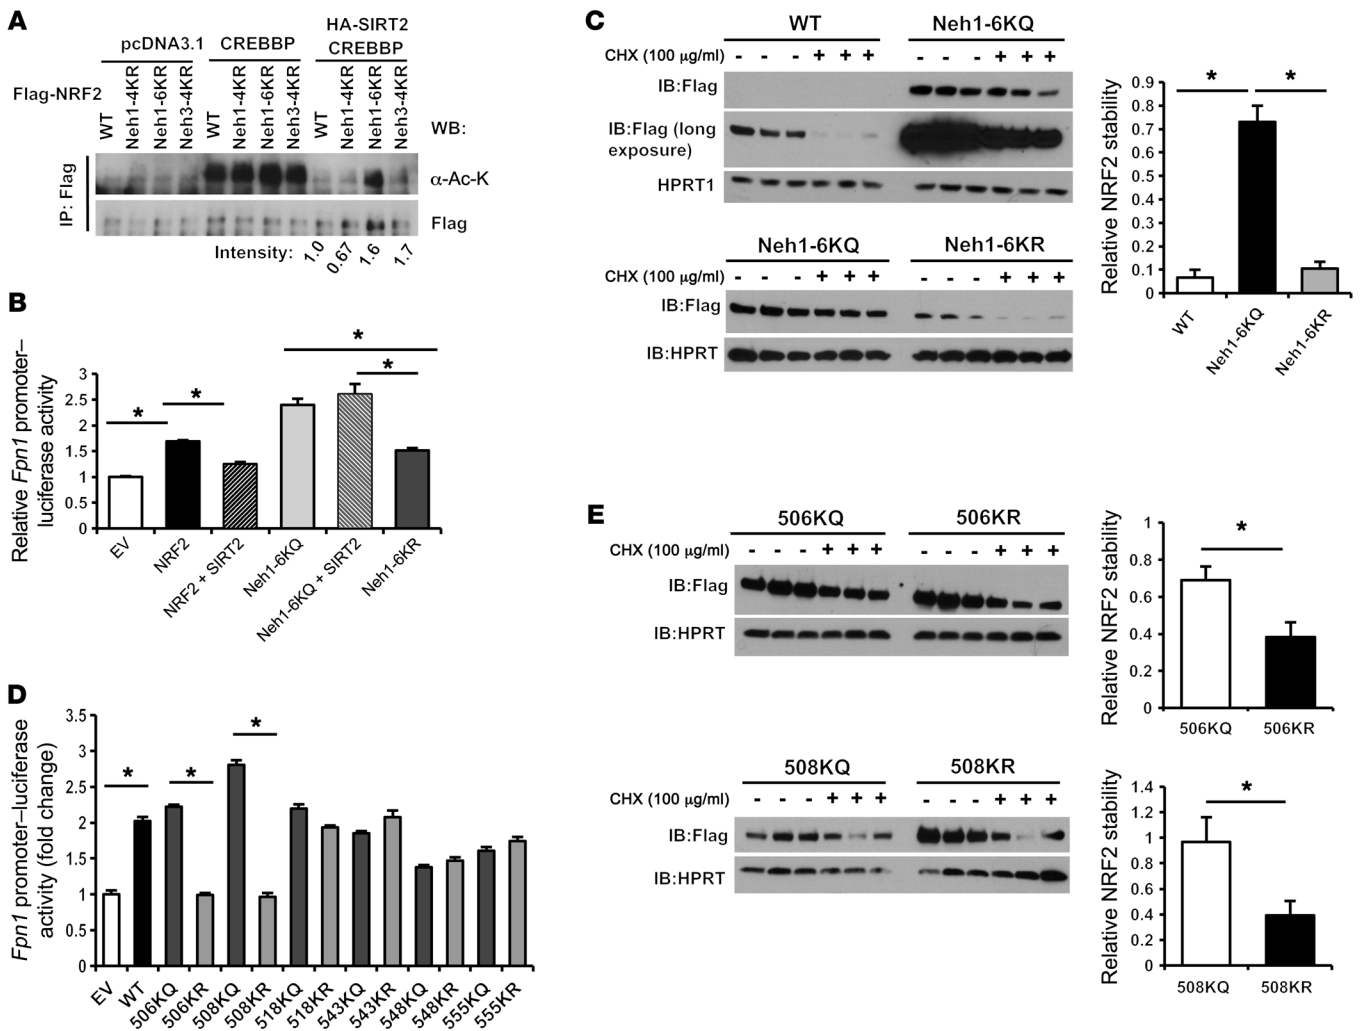 A
pcDNA3.1 CREBBP HA-SIRT2 CREBBP
Flag-NRF2
WT Neh1-4KR Neh1-6KR Neh3-4KR WT Neh1-4KR Neh1-6KR Neh3-4KR WT Neh1-4KR Neh1-6KR Neh3-4KR
WB:
IP: Flag
α-Ac-K
Flag
Intensity: 1.0 0.67 1.6 1.7
B
Relative Fpn1 promoter–
luciferase activity
3
2.5
2
1.5
1
0.5
0
* * * *
EV NRF2 NRF2 + SIRT2 Neh1-6KQ Neh1-6KQ + SIRT2 Neh1-6KR
C
WT Neh1-6KQ
CHX (100 µg/ml) - - - + + + - - - + + +
IB:Flag
IB:Flag (long
exposure)
HPRT1
Neh1-6KQ Neh1-6KR
CHX (100 µg/ml) - - - + + + - - - + + +
IB:Flag
IB:HPRT
Relative NRF2 stability
0.9
0.8
0.7
0.6
0.5
0.4
0.3
0.2
0.1
0
* *
WT Neh1-6KQ Neh1-6KR
D
Fpn1 promoter–luciferase
activity (fold change)
3.5
3
2.5
2
1.5
1
0.5
0
* * *
EV WT 506KQ 506KR 508KQ 508KR 518KQ 518KR 543KQ 543KR 548KQ 548KR 555KQ 555KR
E
506KQ 506KR
CHX (100 µg/ml) - - - + + + - - - + + +
IB:Flag
IB:HPRT
Relative NRF2 stability
1
0.8
0.6
0.4
0.2
0
*
506KQ 506KR
508KQ 508KR
CHX (100 µg/ml) - - - + + + - - - + + +
IB:Flag
IB:HPRT
Relative NRF2 stability
1.4
1.2
1
0.8
0.6
0.4
0.2
0
*
508KQ 508KR